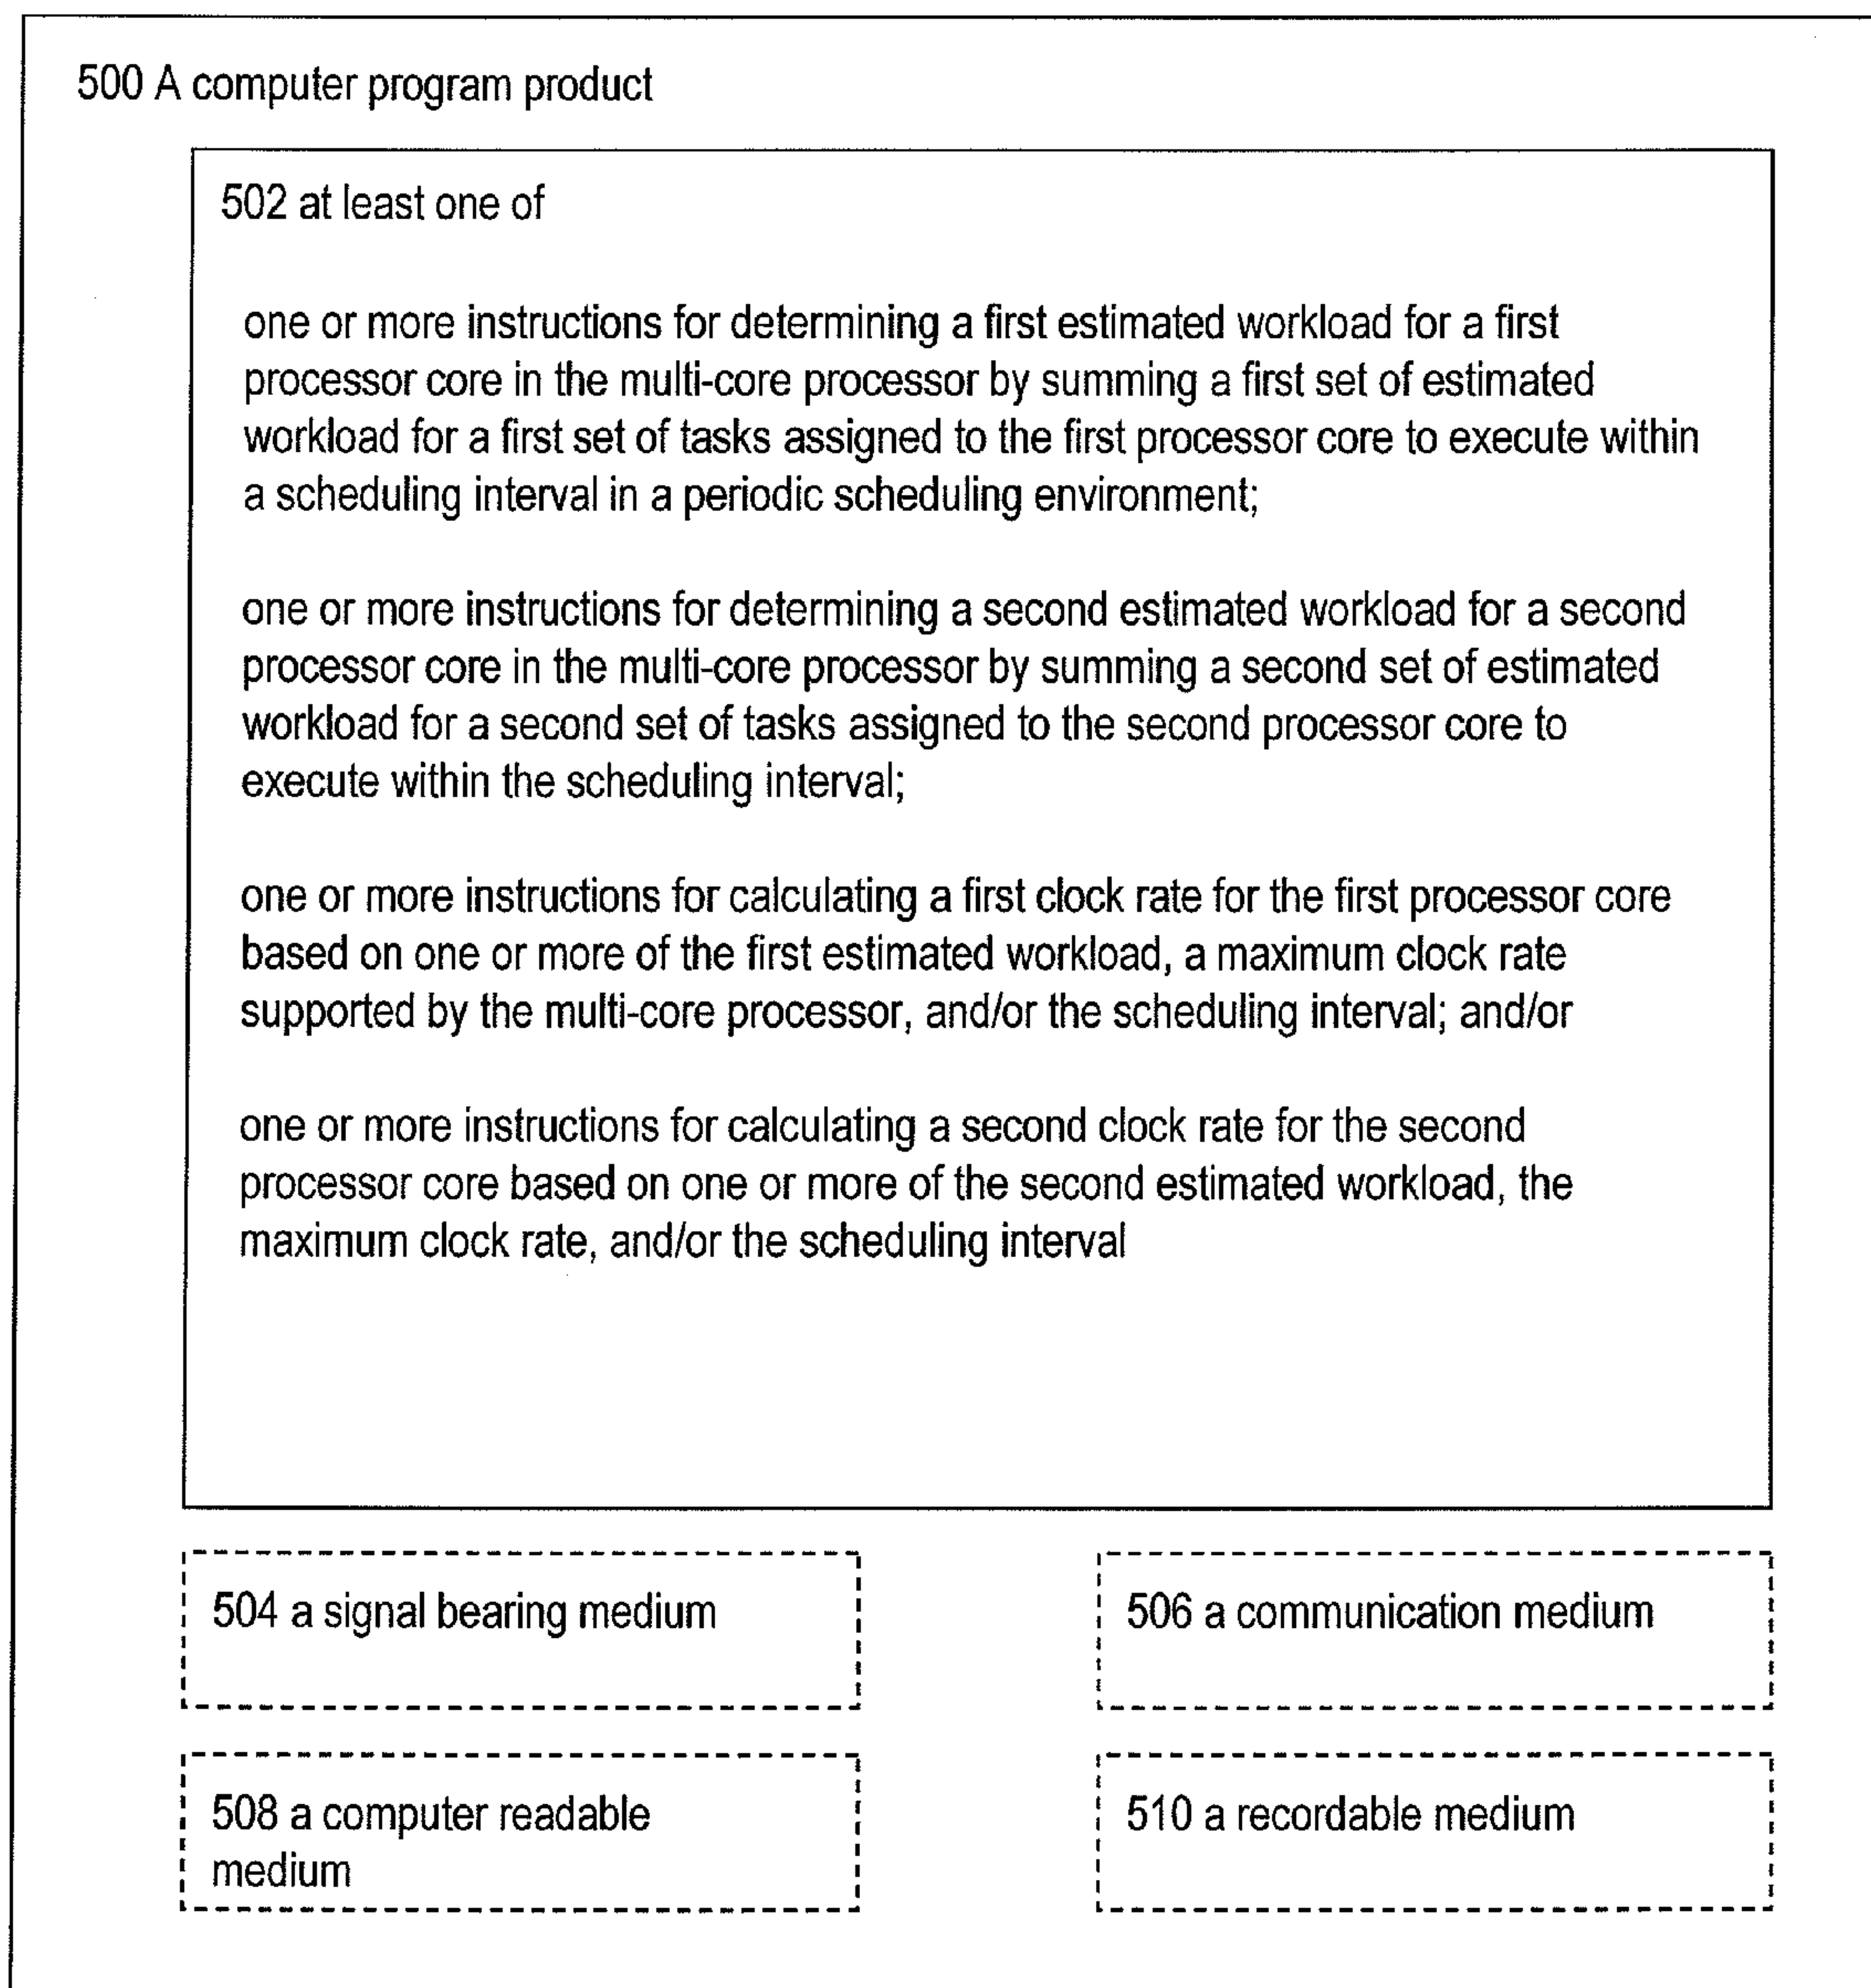 500 A computer program product
502 at least one of
one or more instructions for determining a first estimated workload for a first
processor core in the multi-core processor by summing a first set of estimated
workload for a first set of tasks assigned to the first processor core to execute within
a scheduling interval in a periodic scheduling environment;
one or more instructions for determining a second estimated workload for a second
processor core in the multi-core processor by summing a second set of estimated
workload for a second set of tasks assigned to the second processor core to
execute within the scheduling interval;
one or more instructions for calculating a first clock rate for the first processor core
based on one or more of the first estimated workload, a maximum clock rate
supported by the multi-core processor, and/or the scheduling interval; and/or
one or more instructions for calculating a second clock rate for the second
processor core based on one or more of the second estimated workload, the
maximum clock rate, and/or the scheduling interval
504 a signal bearing medium
506 a communication medium
508 a computer readable
medium
510 a recordable medium